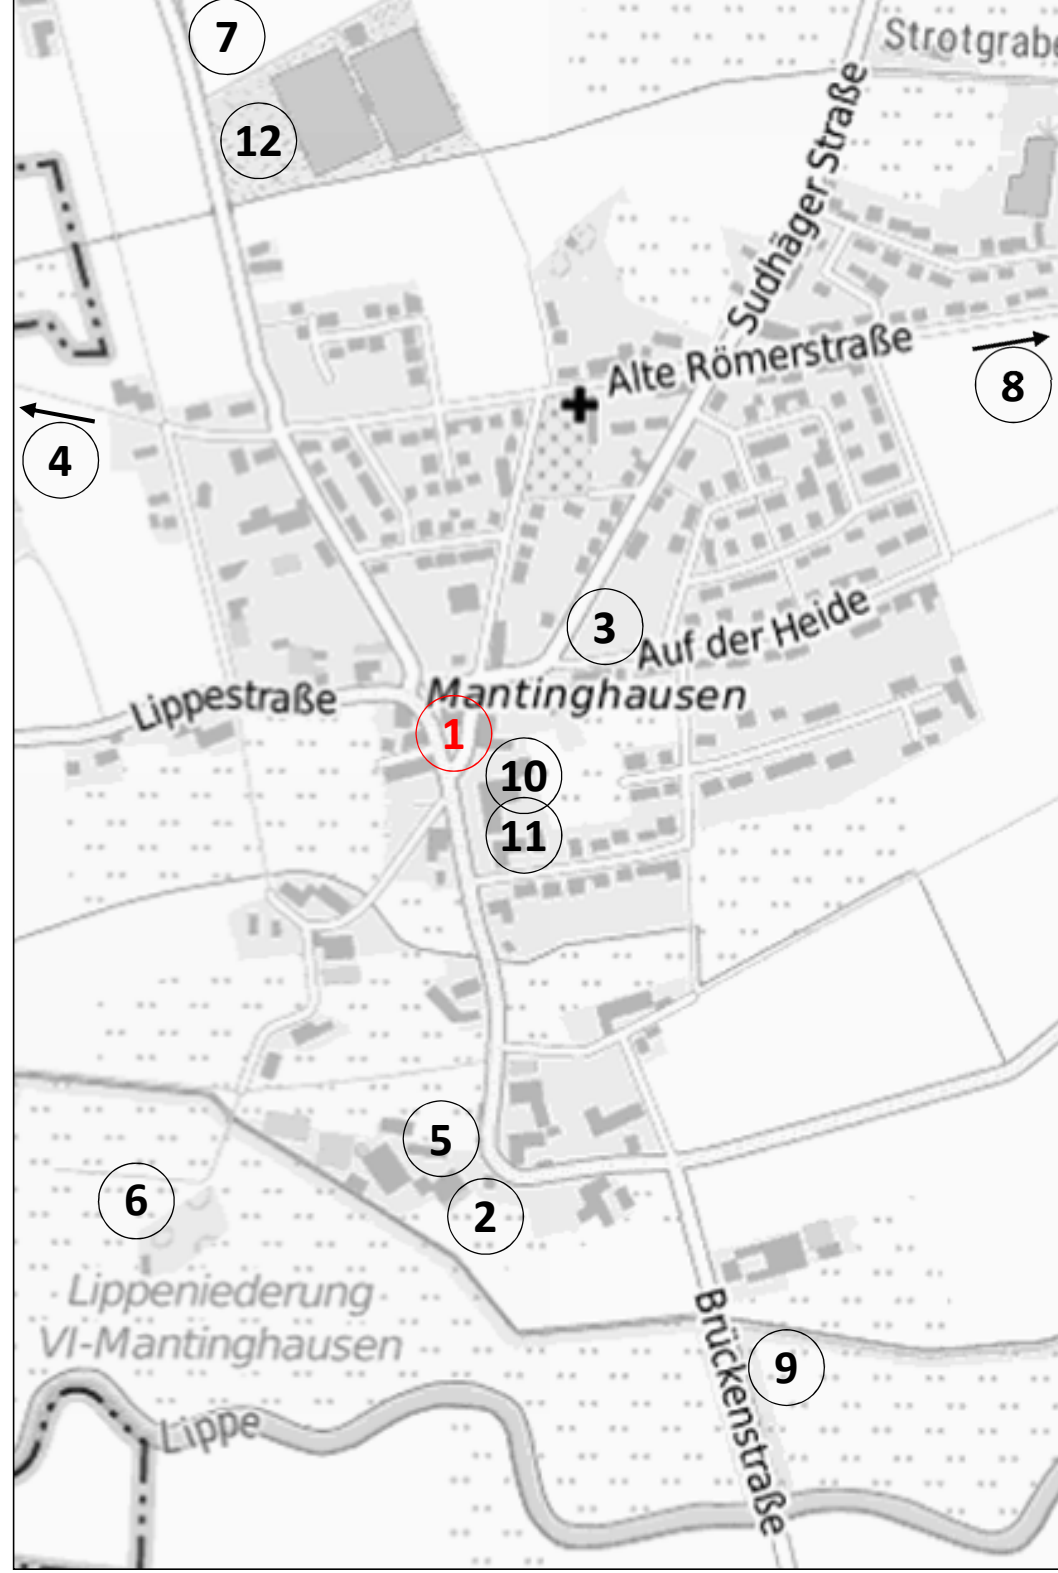 7
Strotgrabe
12
Sudhäger Straße
Alte Römerstraße
8
4
3
Auf der Heide
Mantinghausen
Lippestraße
1
10
11
5
6
2
Lippeniederung
VI-Mantinghausen
Brückenstraße
9
Lippe